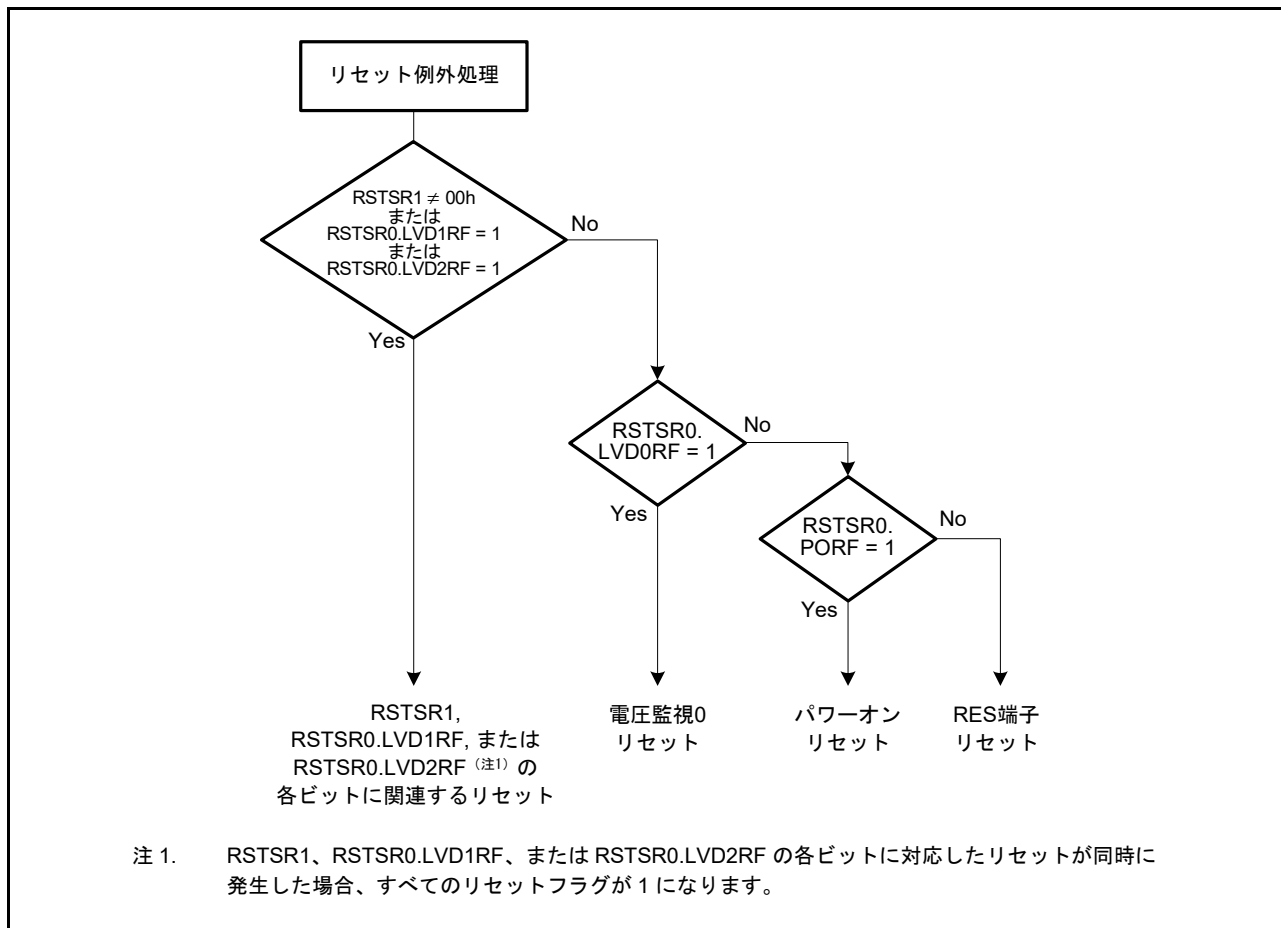 リセット例外処理
RSTSR1 ≠ 00h
または
RSTSR0.LVD1RF = 1
または
RSTSR0.LVD2RF = 1
No
Yes
RSTSR0.
LVD0RF = 1
No
Yes
RSTSR0.
PORF = 1
No
Yes
RSTSR1,
RSTSR0.LVD1RF, または
RSTSR0.LVD2RF （注1） の
各ビットに関連するリセット
電圧監視0
リセット
パワーオン
リセット
RES端子
リセット
注 1. RSTSR1、RSTSR0.LVD1RF、または RSTSR0.LVD2RF の各ビットに対応したリセットが同時に
発生した場合、すべてのリセットフラグが 1 になります。